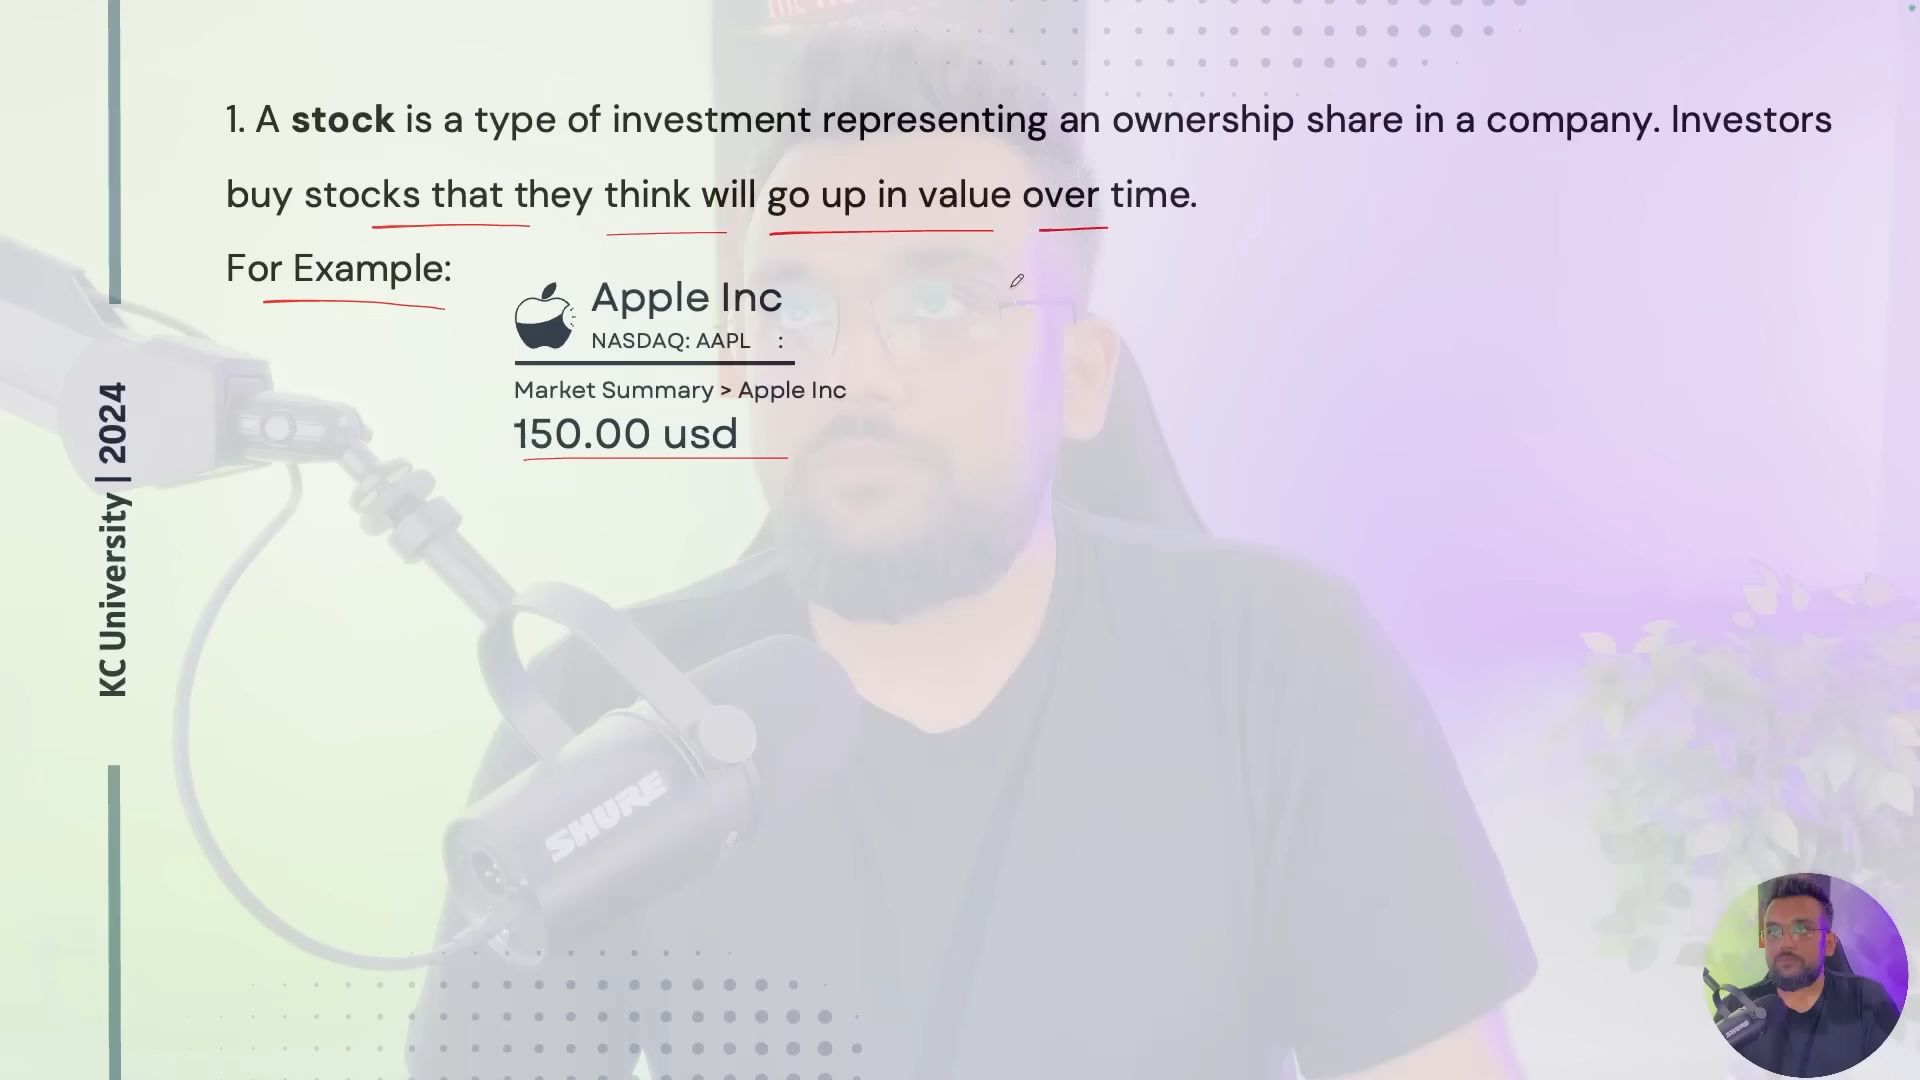 1. A stock is a type of investment representing an ownership share in a company. Investors
buy stocks that they think will go up in value over time.
For Example:
Apple Inc
NASDAQ: AAPL :
Market Summary > Apple Inc
150.00 usd
KC University | 2024
SHURE